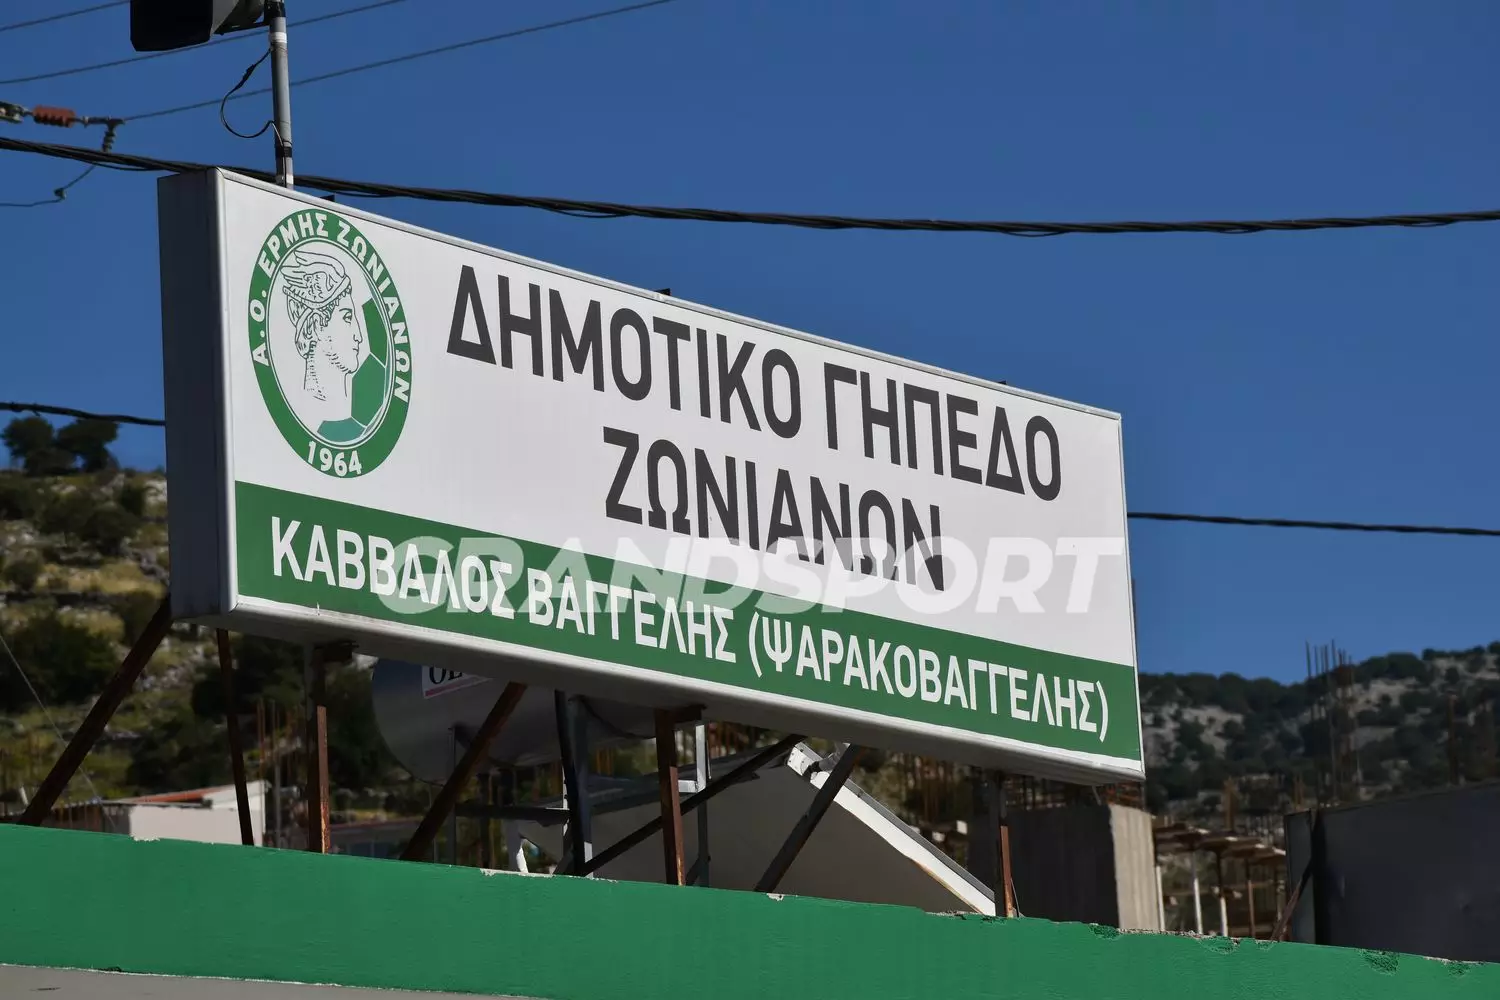 Α.Ο. ΕΡΜΗΣ ΖΩΝΙΑΝΩΝ
1964
ΔΗΜΟΤΙΚΟ ΓΗΠΕΔΟ
ΖΩΝΙΑΝΩΝ
ΚΑΒΒΑΛΟΣ ΒΑΓΓΕΛΗΣ (ΨΑΡΑΚΟΒΑΓΓΕΛΗΣ)
GRANDSPORT